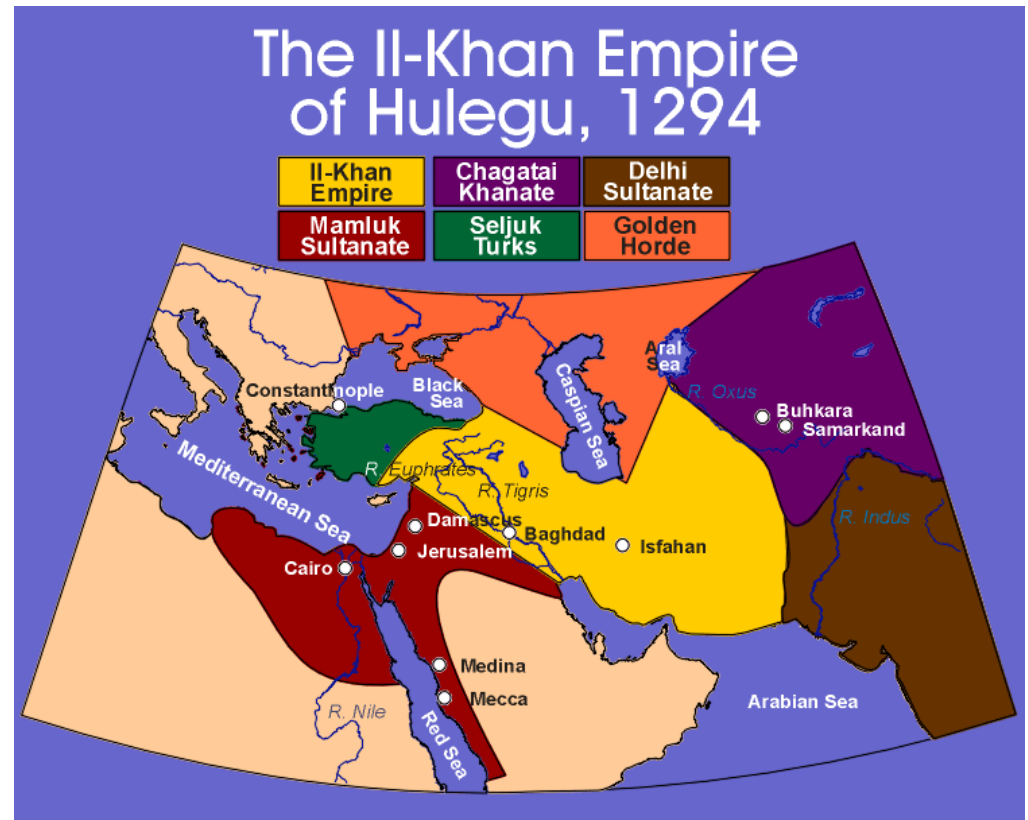 The Il-Khan Empire
of Hulegu, 1294
Il-Khan
Empire
Chagatai
Khanate
Delhi
Sultanate
Mamluk
Sultanate
Seljuk
Turks
Golden
Horde
Aral
Sea
Constantinople
Black
Sea
Caspian Sea
R. Oxus
Buhkara
Samarkand
Mediterranean Sea
R. Euphrates
R. Tigris
R. Indus
Damascus
Baghdad
Isfahan
Jerusalem
Cairo
Medina
Mecca
R. Nile
Red Sea
Arabian Sea